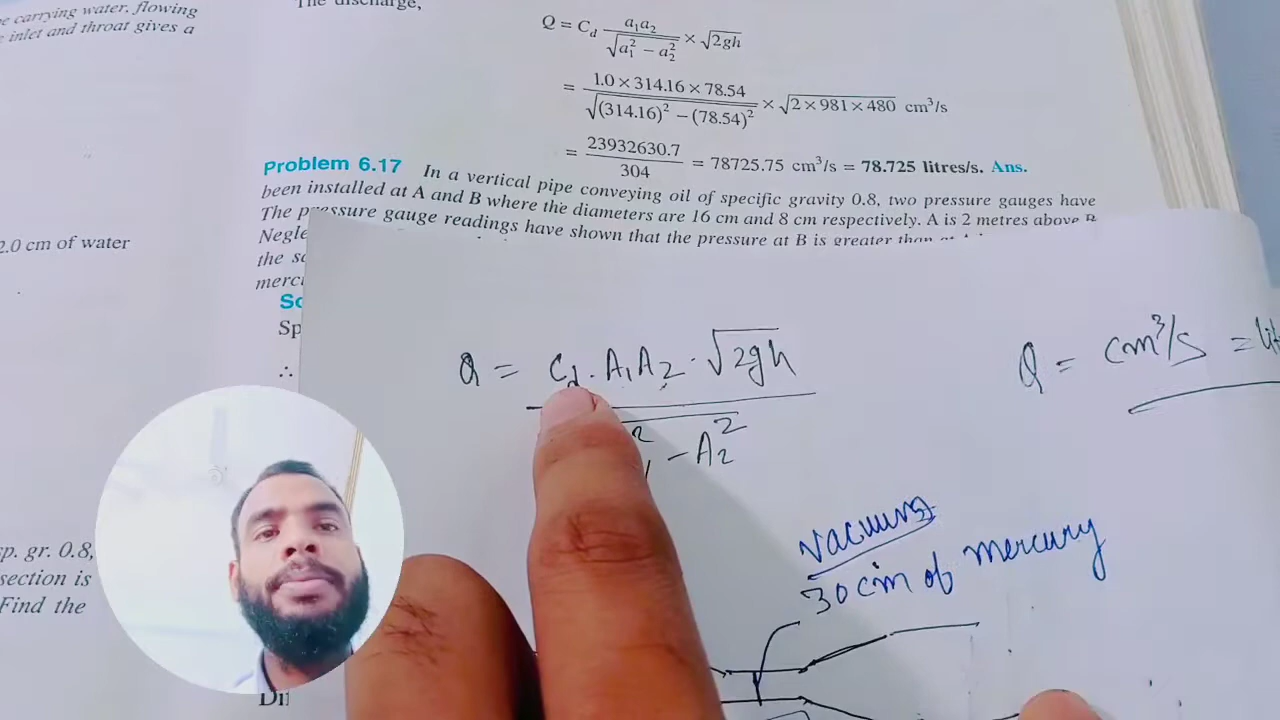 e carrying water, flowing
inlet and throat gives a
2.0 cm of water
sp. gr. 0.8,
section is
Find the
The discharge,
Q = C_d a₁a₂ / √(a₁² − a₂²) × √2gh
= 1.0 × 314.16 × 78.54 / √((314.16)² − (78.54)²) × √(2 × 981 × 480) cm³/s
= 23932630.7 / 304 = 78725.75 cm³/s = 78.725 litres/s. Ans.
Problem 6.17 In a vertical pipe conveying oil of specific gravity 0.8, two pressure gauges have
been installed at A and B where the diameters are 16 cm and 8 cm respectively. A is 2 metres above B
The pressure gauge readings have shown that the pressure at B is greater than
Negle
the s
merc
So
Sp
∴
Q = C_d . A₁A₂ . √2gh
² − A₂²
Q = cm³/s = lit
Vacuum
30 cm of mercury